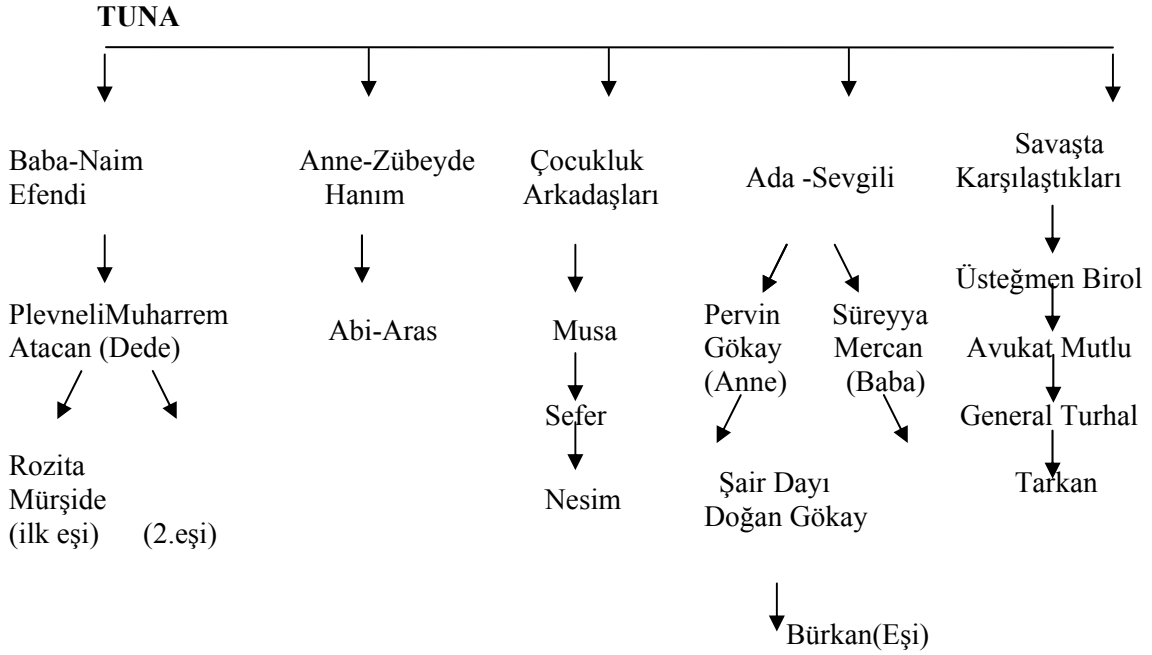 TUNA
Baba-Naim
Efendi
Anne-Zübeyde
Hanım
Çocukluk
Arkadaşları
Ada -Sevgili
Savaşta
Karşılaştıkları
PlevneliMuharrem
Atacan (Dede)
Rozita
Mürşide
(ilk eşi) (2.eşi)
Abi-Aras
Musa
Sefer
Nesim
Pervin
Gökay
(Anne)
Süreyya
Mercan
(Baba)
Şair Dayı
Doğan Gökay
Bürkan(Eşi)
Üsteğmen Birol
Avukat Mutlu
General Turhal
Tarkan